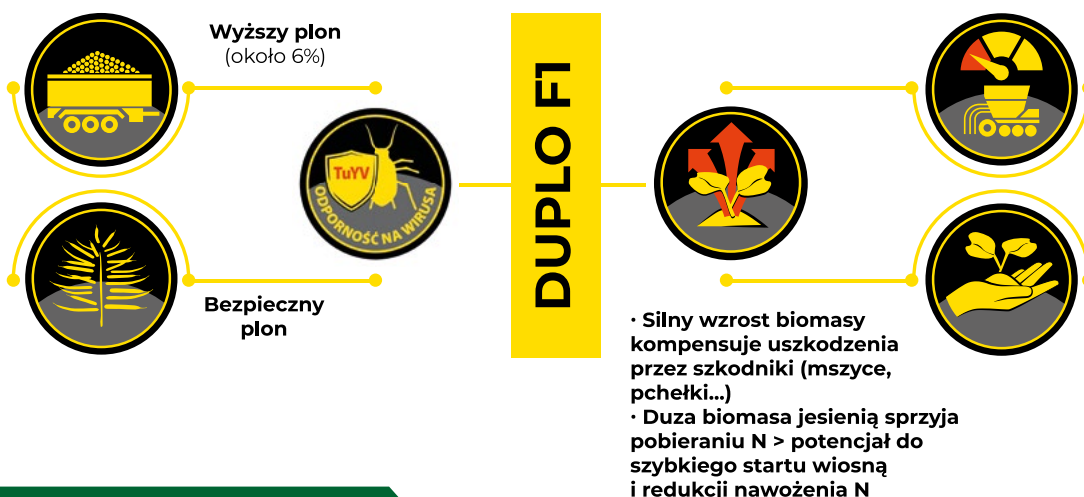 Wyższy plon
(około 6%)
TuYV
ODPORNOŚĆ NA WIRUSA
Bezpieczny
plon
DUPLO F1
· Silny wzrost biomasy
kompensuje uszkodzenia
przez szkodniki (mszyce,
pchełki...)
· Duza biomasa jesienią sprzyja
pobieraniu N > potencjał do
szybkiego startu wiosną
i redukcji nawożenia N